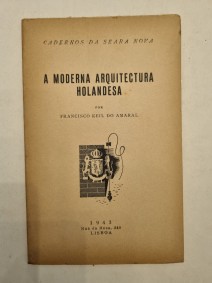 CADERNOS DA SEARA NOVA
A MODERNA ARQUITECTURA
HOLANDESA
POR
FRANCISCO KEIL DO AMARAL
1943
LISBOA